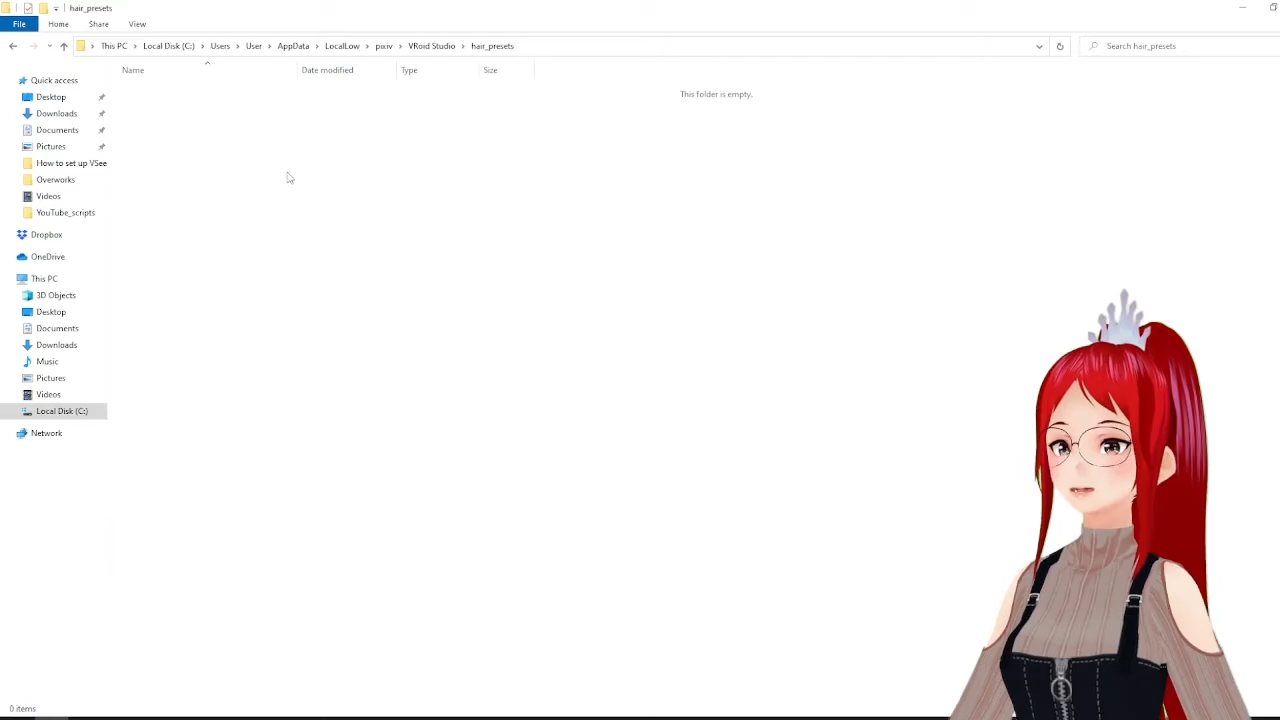 hair_presets
File Home Share View
This PC Local Disk (C:) Users User AppData LocalLow pixiv VRoid Studio hair_presets Search hair_presets
Name Date modified Type Size
This folder is empty.
Quick access
Desktop
Downloads
Documents
Pictures
How to set up VSee
Overworks
Videos
YouTube_scripts
Dropbox
OneDrive
This PC
3D Objects
Desktop
Documents
Downloads
Music
Pictures
Videos
Local Disk (C:)
Network
0 items